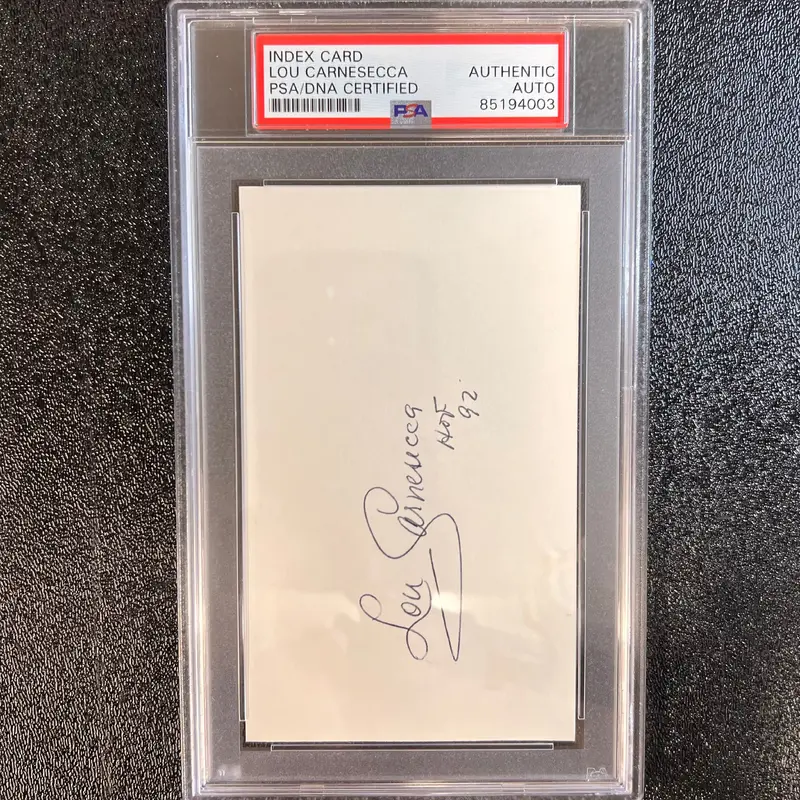 INDEX CARD
LOU CARNESECCA AUTHENTIC
PSA/DNA CERTIFIED AUTO
PSA 85194003
Lou Carnesecca
HOF
92